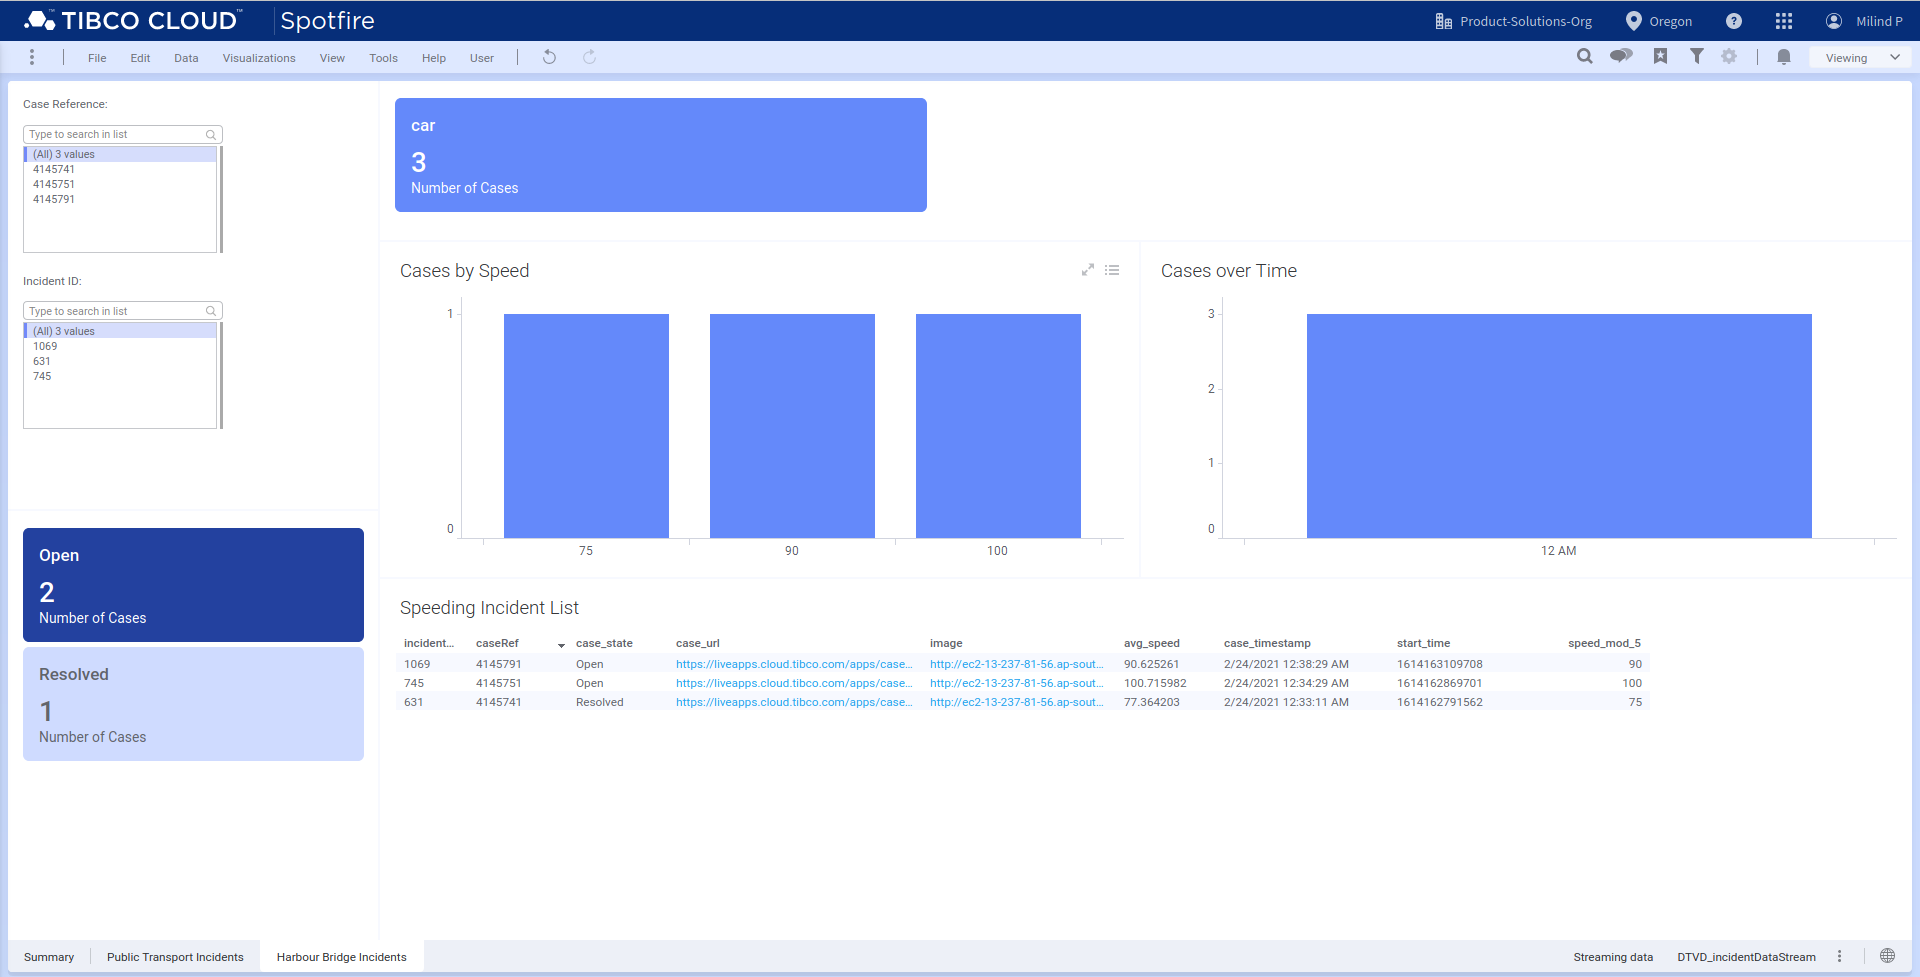 TIBCO CLOUD™ Spotfire Product-Solutions-Org Oregon ? Milind P
File Edit Data Visualizations View Tools Help User Viewing
Case Reference:
Type to search in list
(All) 3 values
4145741
4145751
4145791
Incident ID:
Type to search in list
(All) 3 values
1069
631
745
Open
2
Number of Cases
Resolved
1
Number of Cases
car
3
Number of Cases
Cases by Speed
1
0
75 90 100
Cases over Time
3
2
1
0
12 AM
Speeding Incident List
incident... caseRef case_state case_url image avg_speed case_timestamp start_time speed_mod_5
1069 4145791 Open https://liveapps.cloud.tibco.com/apps/case... http://ec2-13-237-81-56.ap-sout... 90.625261 2/24/2021 12:38:29 AM 1614163109708 90
745 4145751 Open https://liveapps.cloud.tibco.com/apps/case... http://ec2-13-237-81-56.ap-sout... 100.715982 2/24/2021 12:34:29 AM 1614162869701 100
631 4145741 Resolved https://liveapps.cloud.tibco.com/apps/case... http://ec2-13-237-81-56.ap-sout... 77.364203 2/24/2021 12:33:11 AM 1614162791562 75
Summary Public Transport Incidents Harbour Bridge Incidents Streaming data DTVD_incidentDataStream